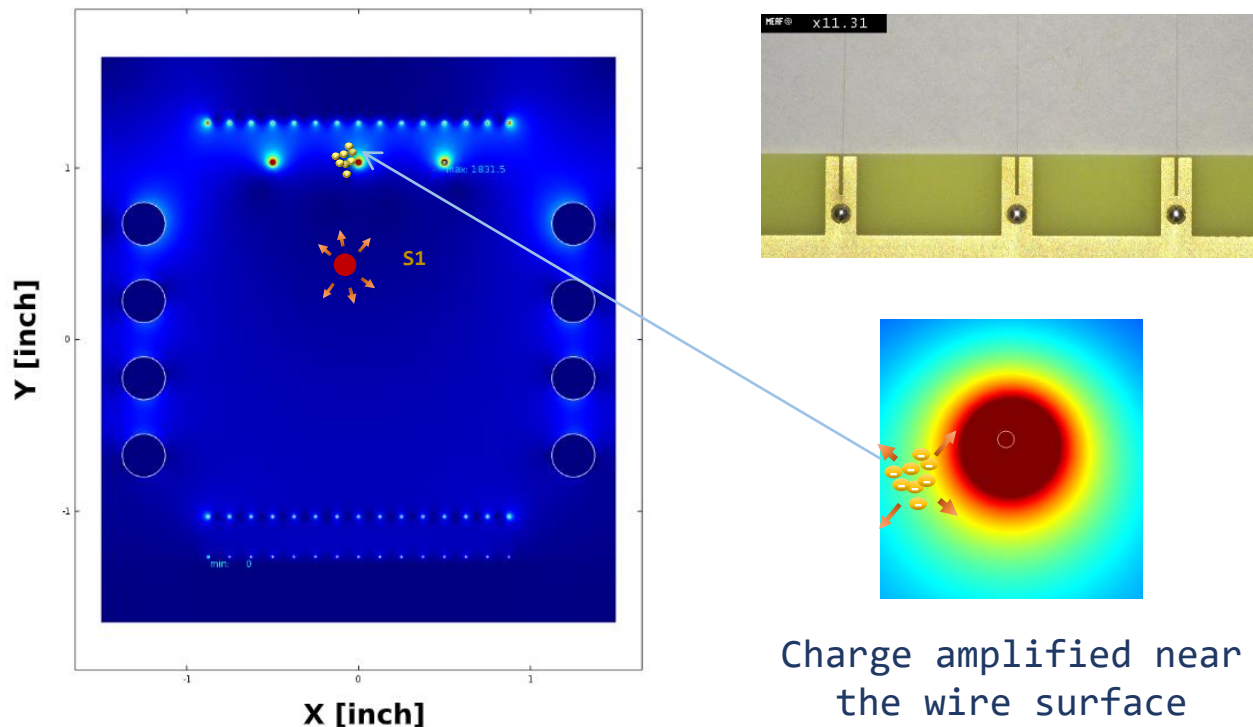 MERF@ x11.31
1
max: 1831.5
S1
0
-1
min: 0
-1
0
1
Y [inch]
X [inch]
Charge amplified near
the wire surface